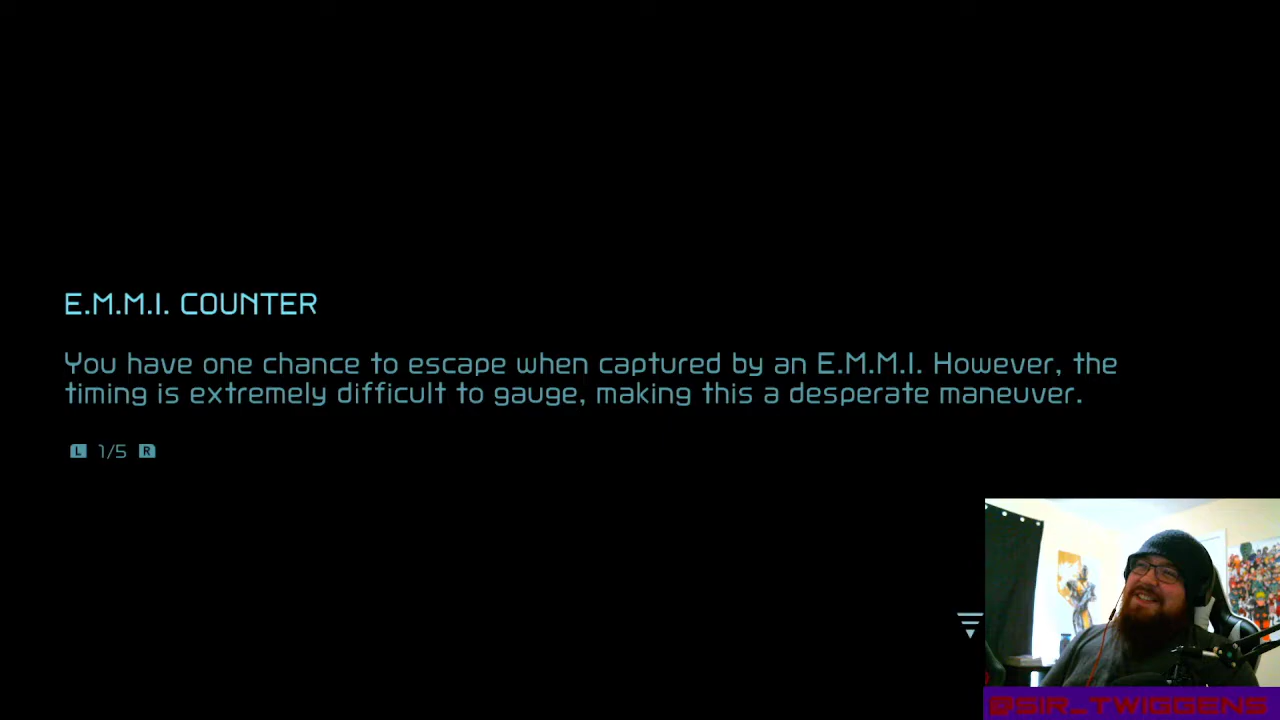 E.M.M.I. COUNTER
You have one chance to escape when captured by an E.M.M.I. However, the
timing is extremely difficult to gauge, making this a desperate maneuver.
L 1/5 R
@SIR_TWIGGENS